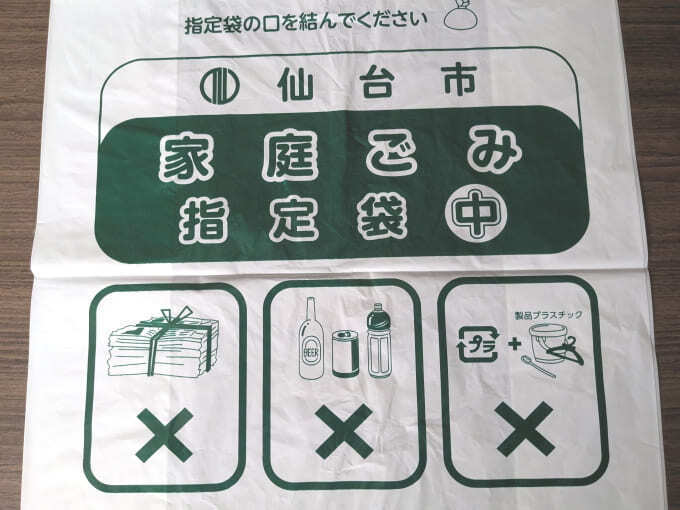 指定袋の口を結んでください
仙台市
家庭ごみ
指定袋 中
BEER
製品プラスチック
プラ +